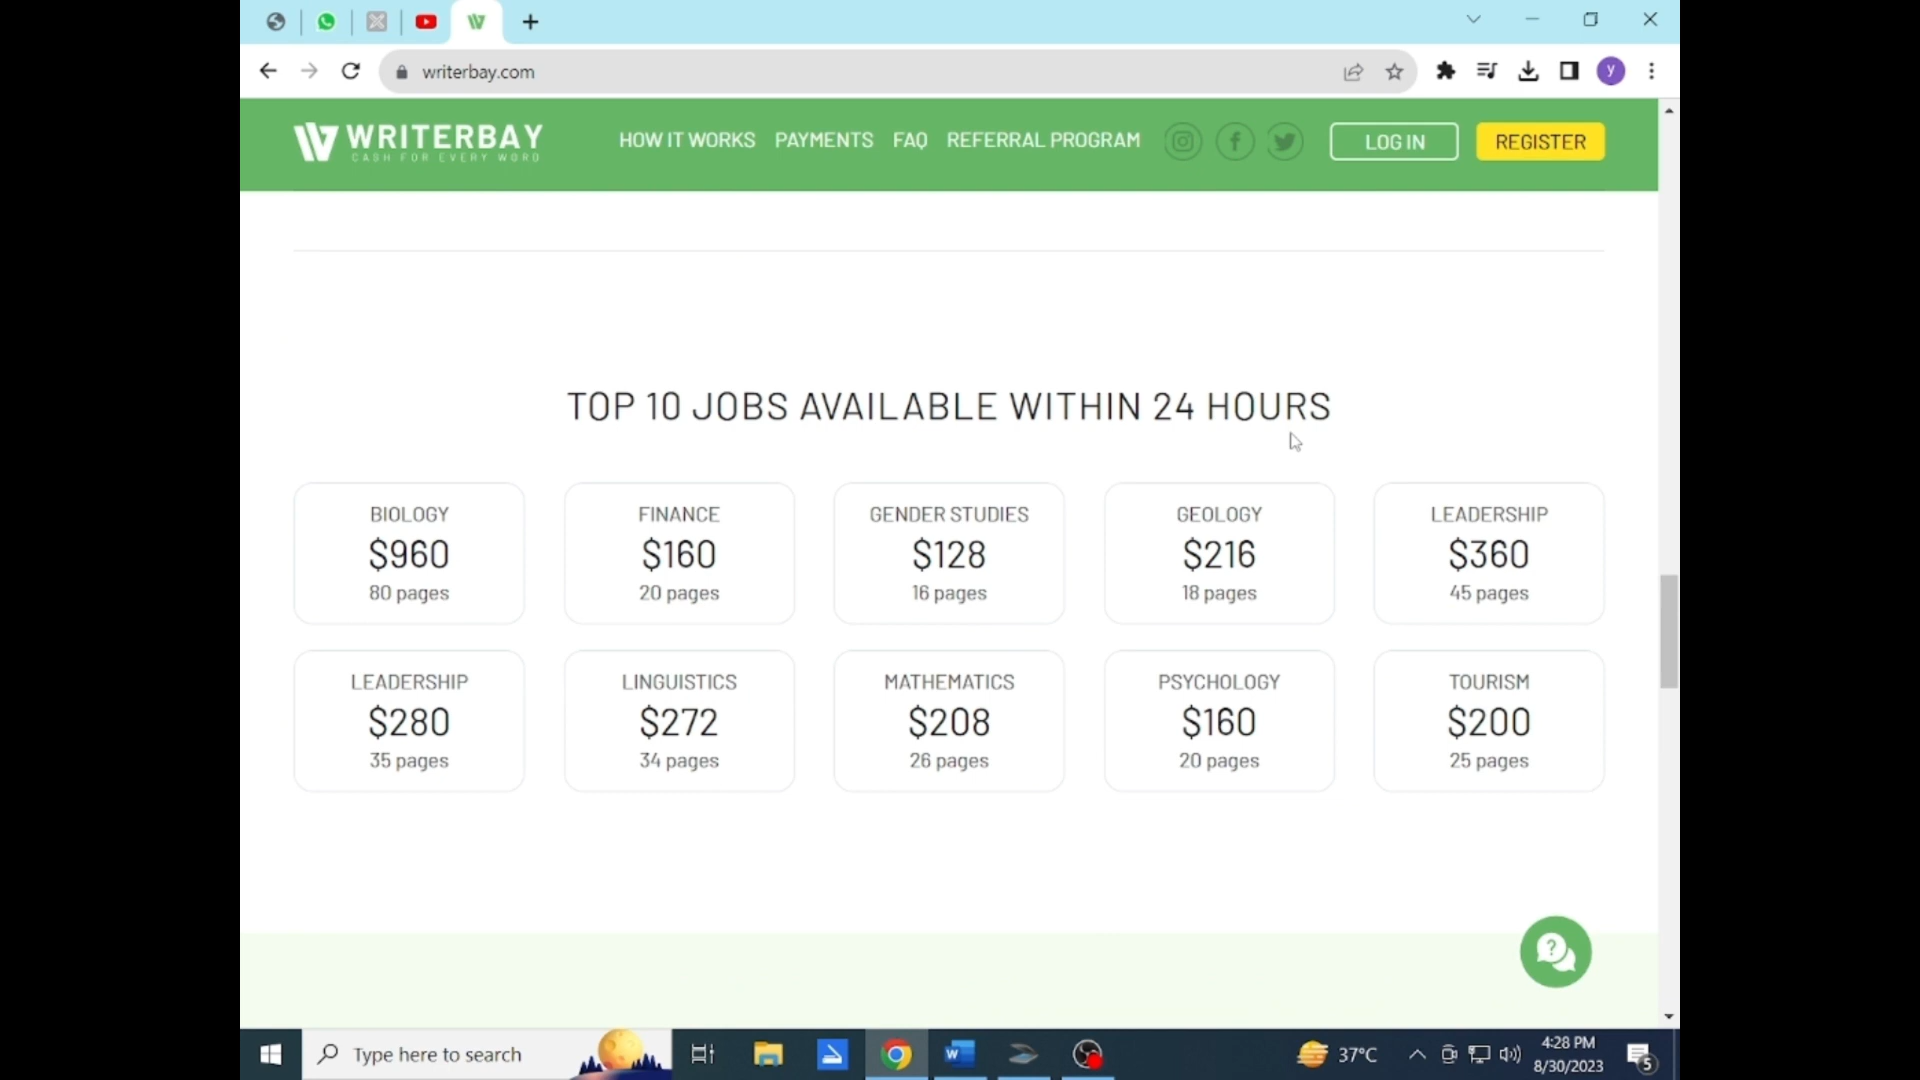 writerbay.com
y
WRITERBAY
CASH FOR EVERY WORD
HOW IT WORKS PAYMENTS FAQ REFERRAL PROGRAM LOG IN REGISTER
TOP 10 JOBS AVAILABLE WITHIN 24 HOURS
BIOLOGY
$960
80 pages
FINANCE
$160
20 pages
GENDER STUDIES
$128
16 pages
GEOLOGY
$216
18 pages
LEADERSHIP
$360
45 pages
LEADERSHIP
$280
35 pages
LINGUISTICS
$272
34 pages
MATHEMATICS
$208
26 pages
PSYCHOLOGY
$160
20 pages
TOURISM
$200
25 pages
Type here to search
37°C
4:28 PM
8/30/2023
5